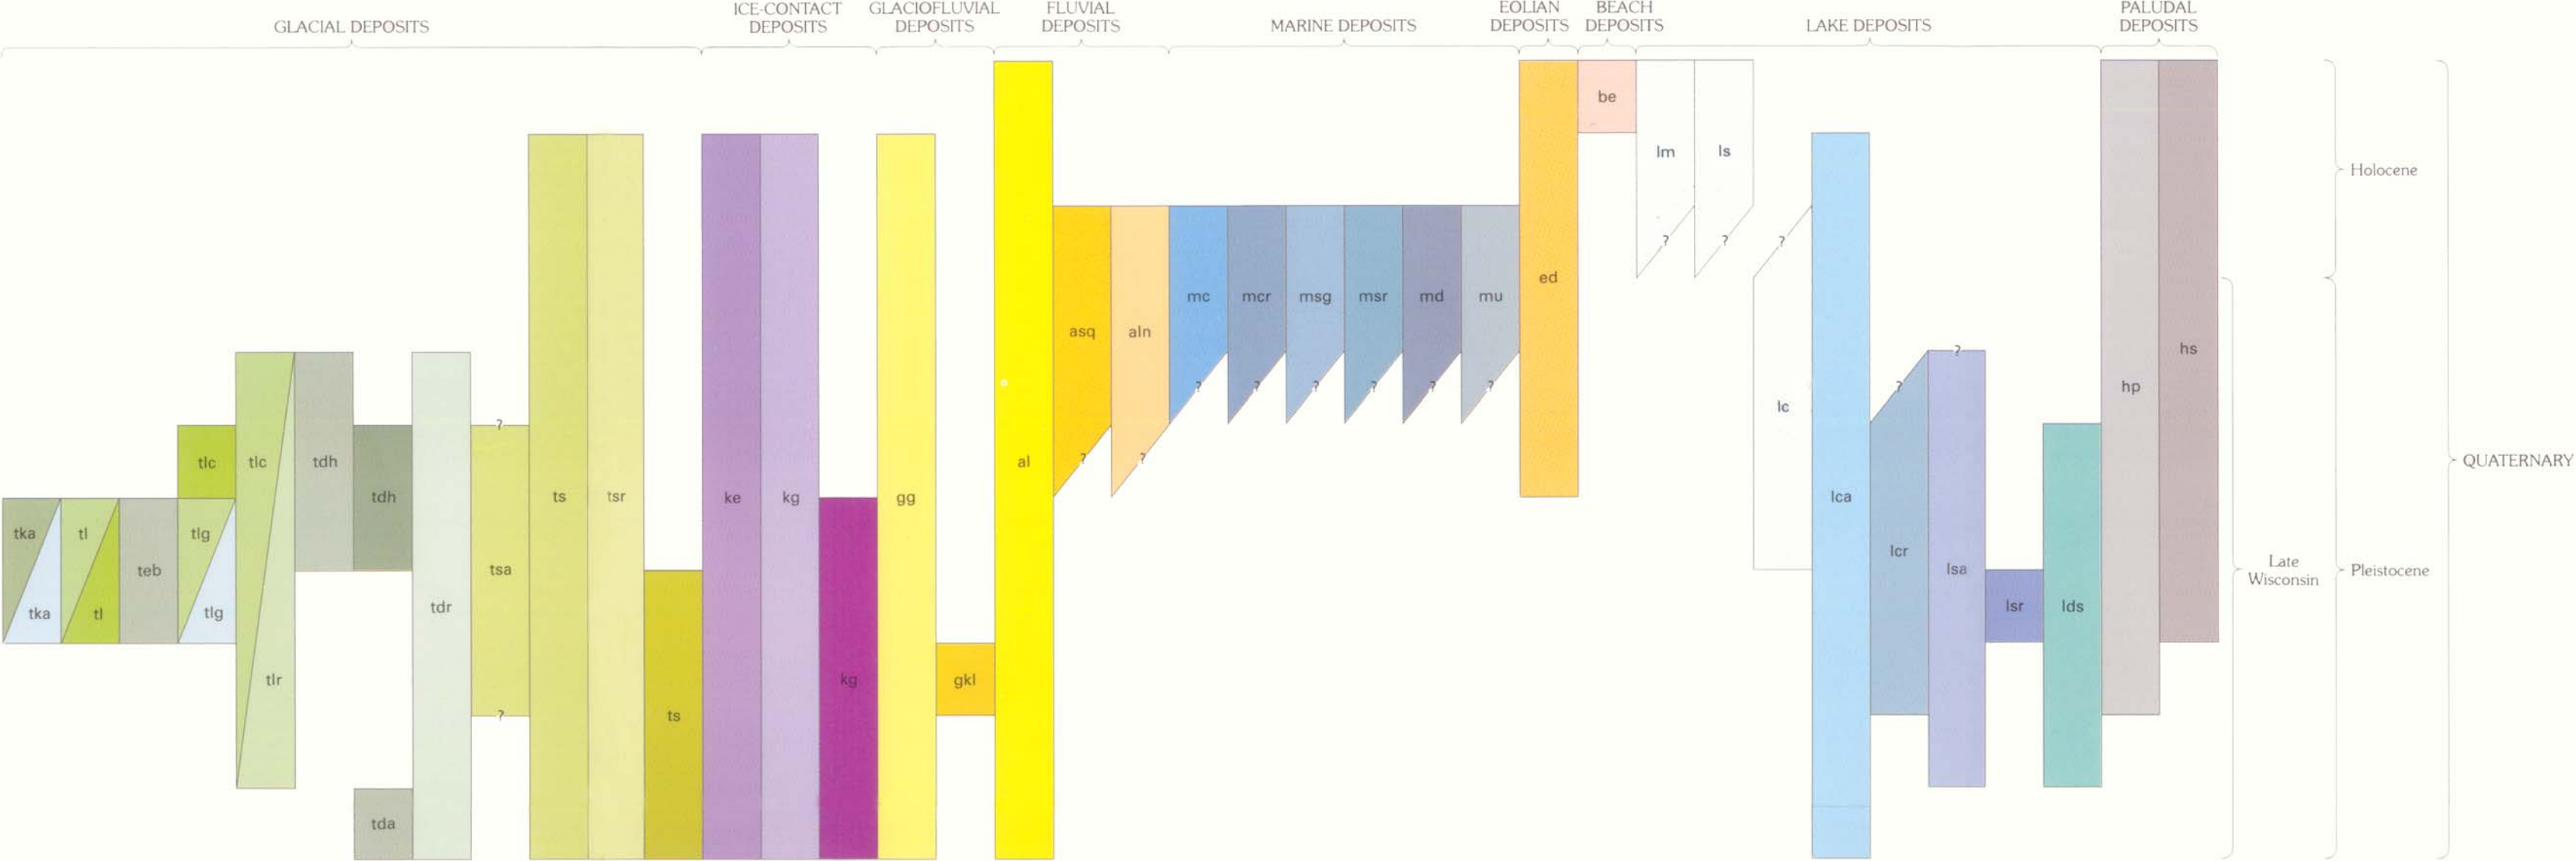 GLACIAL DEPOSITS
ICE-CONTACT
DEPOSITS
GLACIOFLUVIAL
DEPOSITS
FLUVIAL
DEPOSITS
MARINE DEPOSITS
EOLIAN
DEPOSITS
BEACH
DEPOSITS
LAKE DEPOSITS
PALUDAL
DEPOSITS
tka
tka
tl
tl
teb
tlc
tlg
tlg
tlc
tlr
tdh
tdh
tda
tdr
?
tsa
?
ts
tsr
ts
ke
kg
kg
gg
gkl
al
asq
?
aln
?
mc
?
mcr
?
msg
?
msr
?
md
?
mu
?
ed
be
lm
?
ls
?
?
lc
lca
?
lcr
?
lsa
lsr
lds
hp
hs
Holocene
Late
Wisconsin
Pleistocene
QUATERNARY